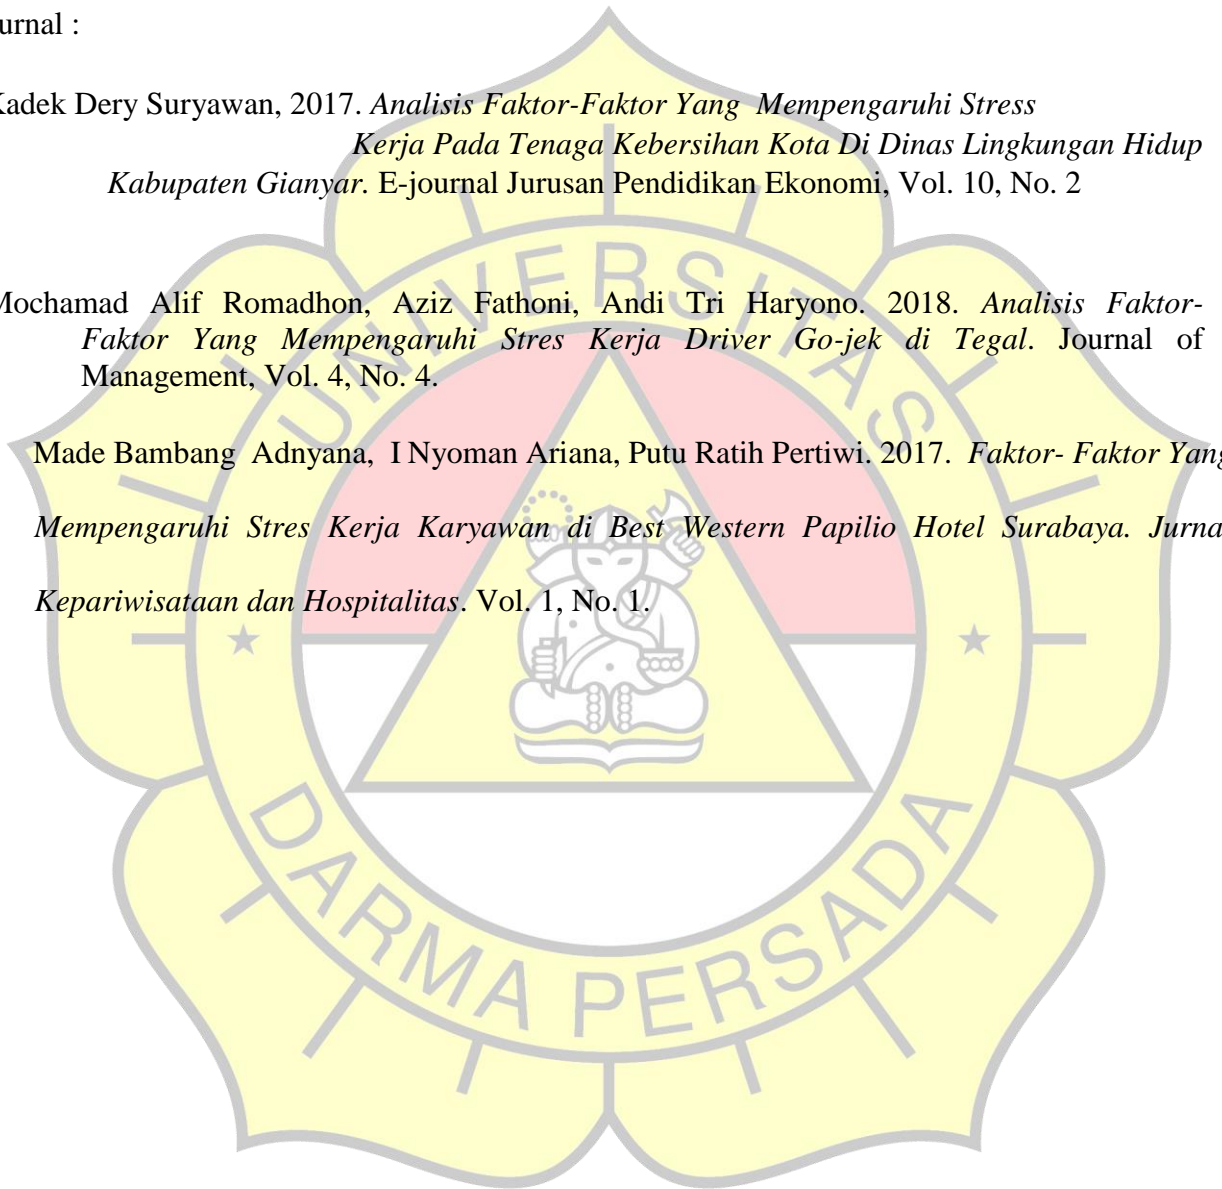 urnal :
Kadek Dery Suryawan, 2017. Analisis Faktor-Faktor Yang Mempengaruhi Stress
Kerja Pada Tenaga Kebersihan Kota Di Dinas Lingkungan Hidup
Kabupaten Gianyar. E-journal Jurusan Pendidikan Ekonomi, Vol. 10, No. 2
Mochamad Alif Romadhon, Aziz Fathoni, Andi Tri Haryono. 2018. Analisis Faktor-
Faktor Yang Mempengaruhi Stres Kerja Driver Go-jek di Tegal. Journal of
Management, Vol. 4, No. 4.
Made Bambang Adnyana, I Nyoman Ariana, Putu Ratih Pertiwi. 2017. Faktor- Faktor Yang
Mempengaruhi Stres Kerja Karyawan di Best Western Papilio Hotel Surabaya. Jurna
Kepariwisataan dan Hospitalitas. Vol. 1, No. 1.
UNIVERSITAS
DARMA PERSADA